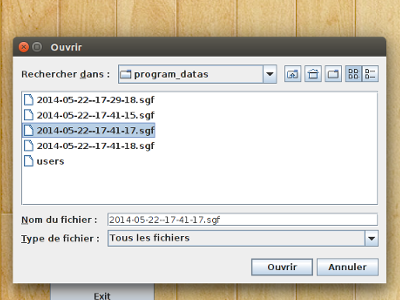 Ouvrir
Rechercher dans : program_datas
2014-05-22--17-29-18.sgf
2014-05-22--17-41-15.sgf
2014-05-22--17-41-17.sgf
2014-05-22--17-41-18.sgf
users
Nom du fichier : 2014-05-22--17-41-17.sgf
Type de fichier : Tous les fichiers
Ouvrir Annuler
Exit